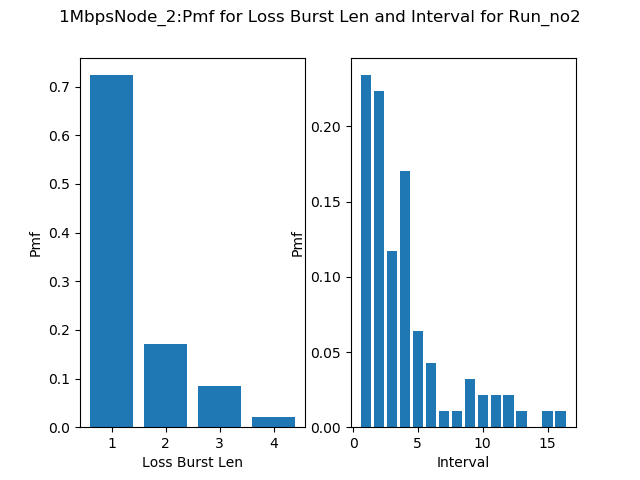 1MbpsNode_2:Pmf for Loss Burst Len and Interval for Run_no2
Pmf
0.7
0.6
0.5
0.4
0.3
0.2
0.1
0.0
1 2 3 4
Loss Burst Len
Pmf
0.20
0.15
0.10
0.05
0.00
0 5 10 15
Interval